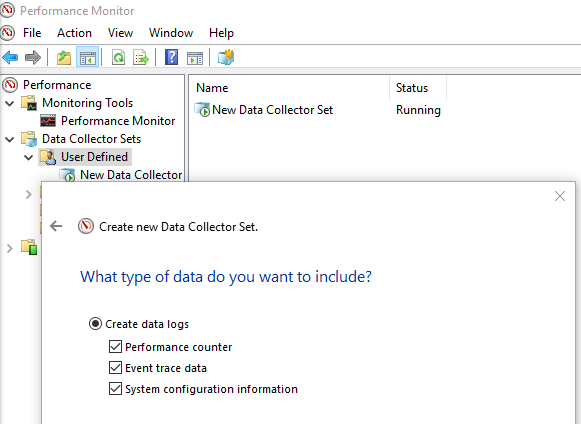 Performance Monitor
File Action View Window Help
Performance
Monitoring Tools
Performance Monitor
Data Collector Sets
User Defined
New Data Collector
Name Status
New Data Collector Set Running
Create new Data Collector Set.
What type of data do you want to include?
Create data logs
Performance counter
Event trace data
System configuration information